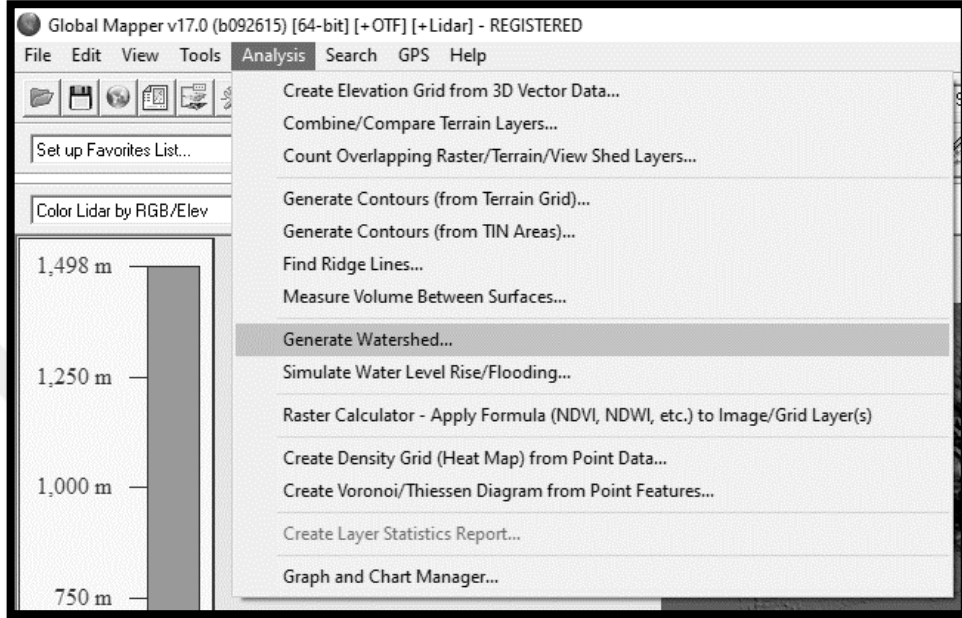 Global Mapper v17.0 (b092615) [64-bit] [+OTF] [+Lidar] - REGISTERED
File Edit View Tools Analysis Search GPS Help
Create Elevation Grid from 3D Vector Data...
Combine/Compare Terrain Layers...
Set up Favorites List...
Count Overlapping Raster/Terrain/View Shed Layers...
Generate Contours (from Terrain Grid)...
Color Lidar by RGB/Elev
Generate Contours (from TIN Areas)...
1,498 m
Find Ridge Lines...
Measure Volume Between Surfaces...
Generate Watershed...
1,250 m
Simulate Water Level Rise/Flooding...
Raster Calculator - Apply Formula (NDVI, NDWI, etc.) to Image/Grid Layer(s)
Create Density Grid (Heat Map) from Point Data...
1,000 m
Create Voronoi/Thiessen Diagram from Point Features...
Create Layer Statistics Report...
Graph and Chart Manager...
750 m